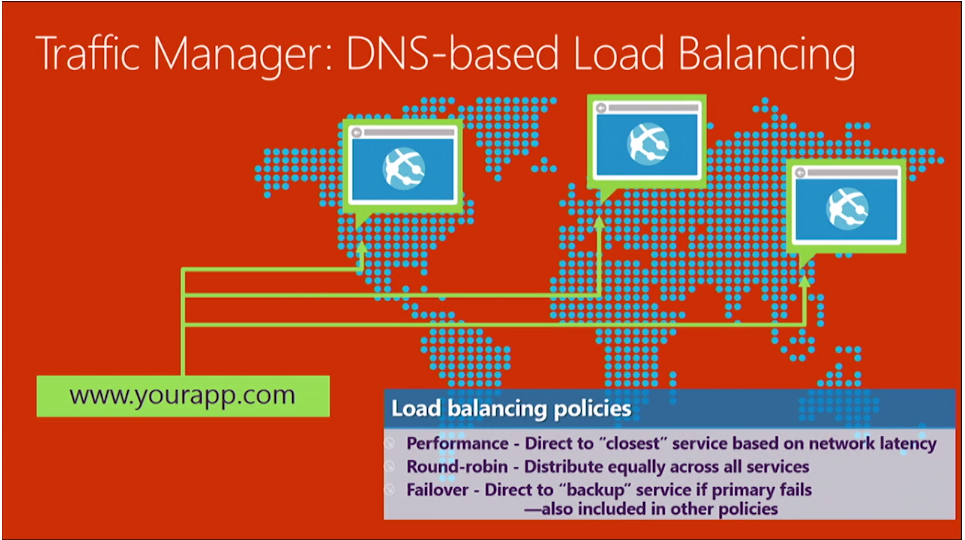 Traffic Manager: DNS-based Load Balancing
www.yourapp.com
Load balancing policies
Performance - Direct to “closest” service based on network latency
Round-robin - Distribute equally across all services
Failover - Direct to “backup” service if primary fails
—also included in other policies